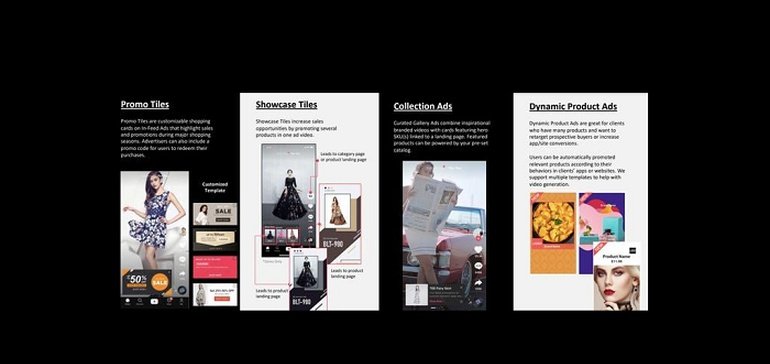 Promo Tiles
Promo Tiles are customizable shopping
cards on In-Feed Ads that highlight sales
and promotions during major shopping
seasons. Advertisers can also include a
promo code for users to redeem their
purchases.
Customized
Template
SALE
50%
SALE
Showcase Tiles
Showcase Tiles increase sales
opportunities by promoting several
products in one ad video.
Leads to category page
or product landing page
BLT-900
Leads to product
landing page
Leads to product
landing page
BLT-900
Collection Ads
Curated Gallery Ads combine inspirational
branded videos with cards featuring hero
SKU(s) linked to a landing page. Featured
products can be powered by your pre-set
catalog.
Dynamic Product Ads
Dynamic Product Ads are great for clients
who have many products and want to
retarget prospective buyers or increase
app/site conversions.
Users can be automatically promoted
relevant products according to their
behaviors in clients' apps or websites. We
support multiple templates to help with
video generation.
Product Name